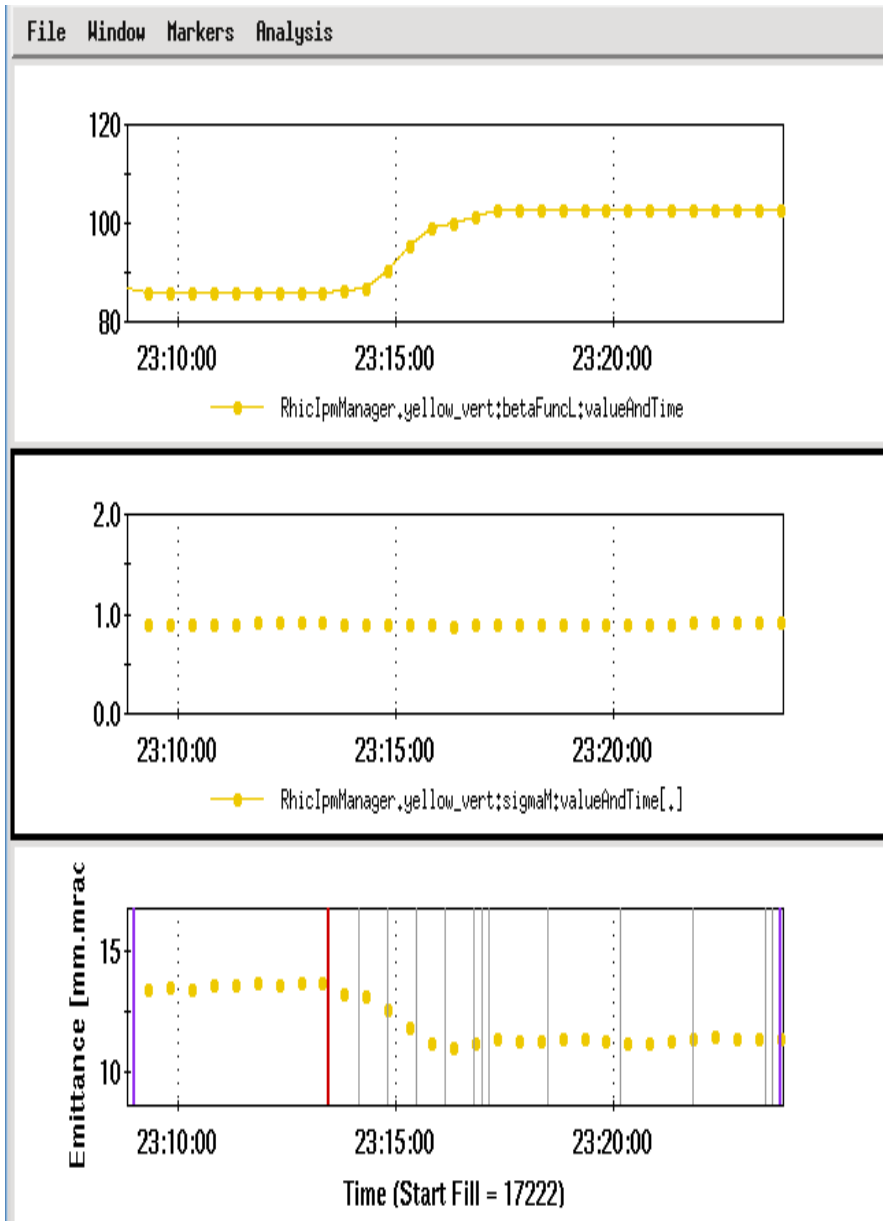 File Window Markers Analysis
120
100
80
23:10:00 23:15:00 23:20:00
RhicIpmManager.yellow_vert:betaFuncL:valueAndTime
2.0
1.0
0.0
23:10:00 23:15:00 23:20:00
RhicIpmManager.yellow_vert:sigmaM:valueAndTime[.]
Emittance [mm.mrac
15
10
23:10:00 23:15:00 23:20:00
Time (Start Fill = 17222)